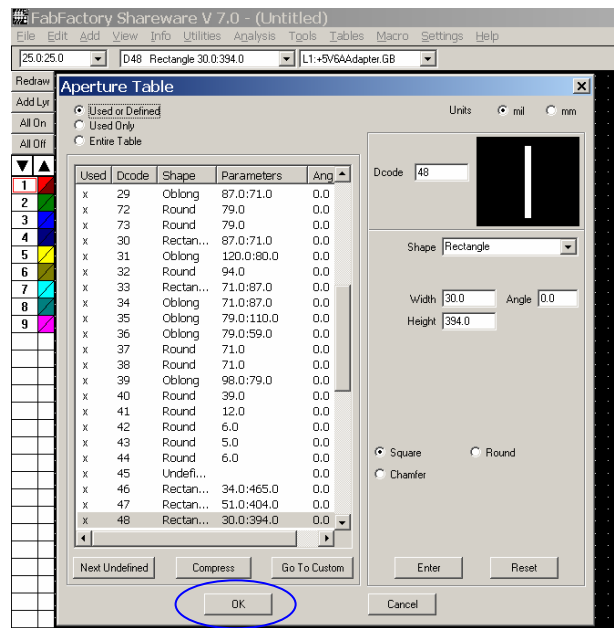 FabFactory Shareware V 7.0 - (Untitled)
File Edit Add View Info Utilities Analysis Tools Tables Macro Settings Help
25.0:25.0 D48 Rectangle 30.0:394.0 L1:+5V6AAdapter.GB
Redraw
Add Lyr
All On
All Off
1
2
3
4
5
6
7
8
9
Aperture Table
Used or Defined
Used Only
Entire Table
Units mil mm
Used Dcode Shape Parameters Ang
x 29 Oblong 87.0:71.0 0.0
x 72 Round 79.0 0.0
x 73 Round 79.0 0.0
x 30 Rectan... 87.0:71.0 0.0
x 31 Oblong 120.0:80.0 0.0
x 32 Round 94.0 0.0
x 33 Rectan... 71.0:87.0 0.0
x 34 Oblong 71.0:87.0 0.0
x 35 Oblong 79.0:110.0 0.0
x 36 Oblong 79.0:59.0 0.0
x 37 Round 71.0 0.0
x 38 Round 71.0 0.0
x 39 Oblong 98.0:79.0 0.0
x 40 Round 39.0 0.0
x 41 Round 12.0 0.0
x 42 Round 6.0 0.0
x 43 Round 5.0 0.0
x 44 Round 6.0 0.0
x 45 Undefi... 0.0
x 46 Rectan... 34.0:465.0 0.0
x 47 Rectan... 51.0:404.0 0.0
x 48 Rectan... 30.0:394.0 0.0
Next Undefined Compress Go To Custom
Dcode 48
Shape Rectangle
Width 30.0 Angle 0.0
Height 394.0
Square Round
Chamfer
Enter Reset
OK Cancel